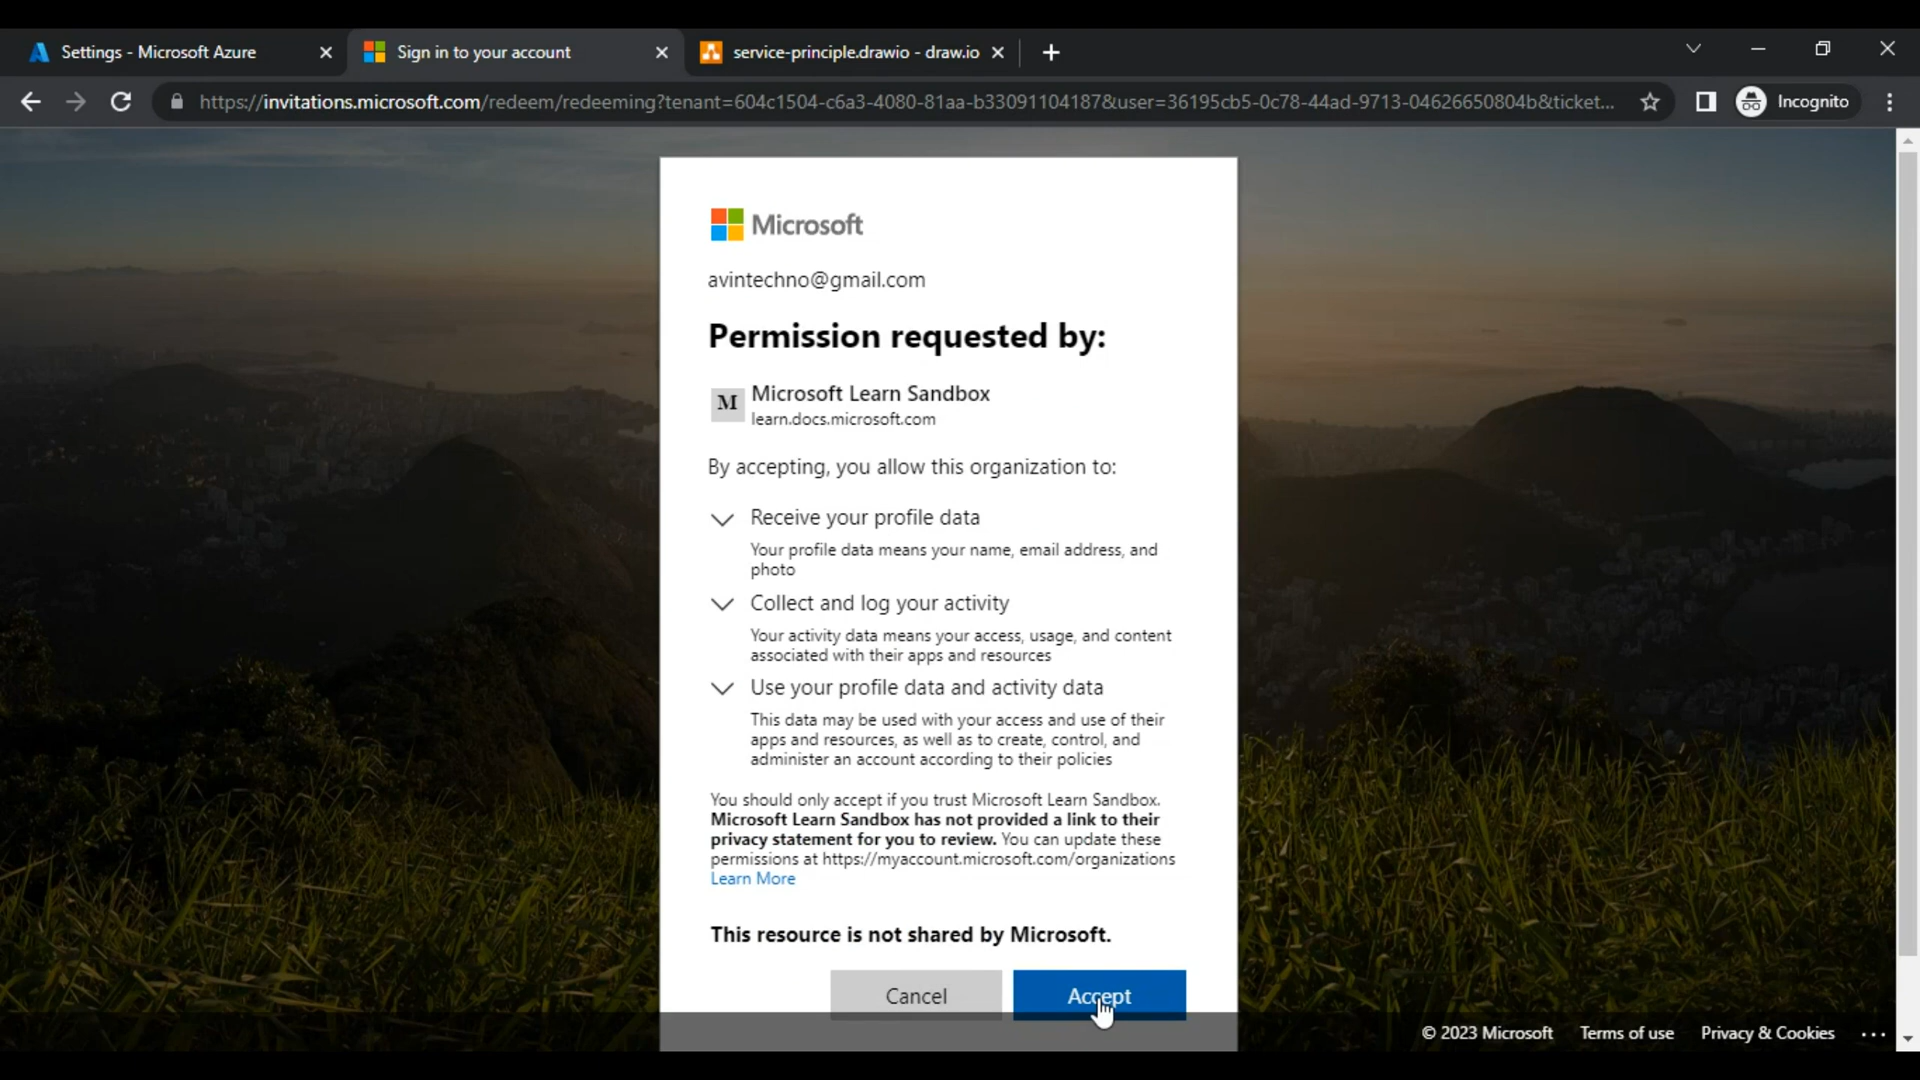 Settings - Microsoft Azure
Sign in to your account
service-principle.drawio - draw.io
https://invitations.microsoft.com/redeem/redeeming?tenant=604c1504-c6a3-4080-81aa-b33091104187&user=36195cb5-0c78-44ad-9713-04626650804b&ticket...
Incognito
Microsoft
avintechno@gmail.com
Permission requested by:
M
Microsoft Learn Sandbox
learn.docs.microsoft.com
By accepting, you allow this organization to:
Receive your profile data
Your profile data means your name, email address, and
photo
Collect and log your activity
Your activity data means your access, usage, and content
associated with their apps and resources
Use your profile data and activity data
This data may be used with your access and use of their
apps and resources, as well as to create, control, and
administer an account according to their policies
You should only accept if you trust Microsoft Learn Sandbox.
Microsoft Learn Sandbox has not provided a link to their
privacy statement for you to review. You can update these
permissions at https://myaccount.microsoft.com/organizations
Learn More
This resource is not shared by Microsoft.
Cancel
Accept
© 2023 Microsoft
Terms of use
Privacy & Cookies
...